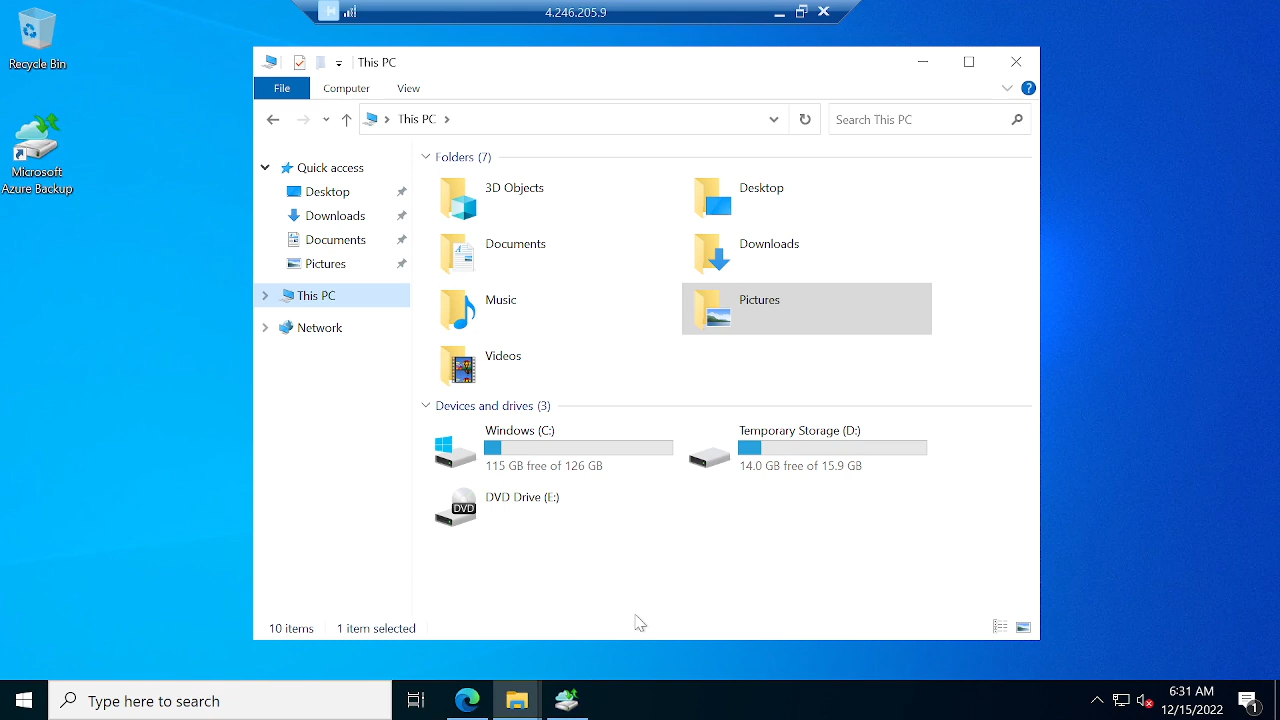 4.246.205.9
Recycle Bin
Microsoft
Azure Backup
This PC
File
Computer
View
This PC
Search This PC
Quick access
Desktop
Downloads
Documents
Pictures
This PC
Network
Folders (7)
3D Objects
Desktop
Documents
Downloads
Music
Pictures
Videos
Devices and drives (3)
Windows (C:)
115 GB free of 126 GB
Temporary Storage (D:)
14.0 GB free of 15.9 GB
DVD
DVD Drive (E:)
10 items
1 item selected
Type here to search
6:31 AM
12/15/2022
1